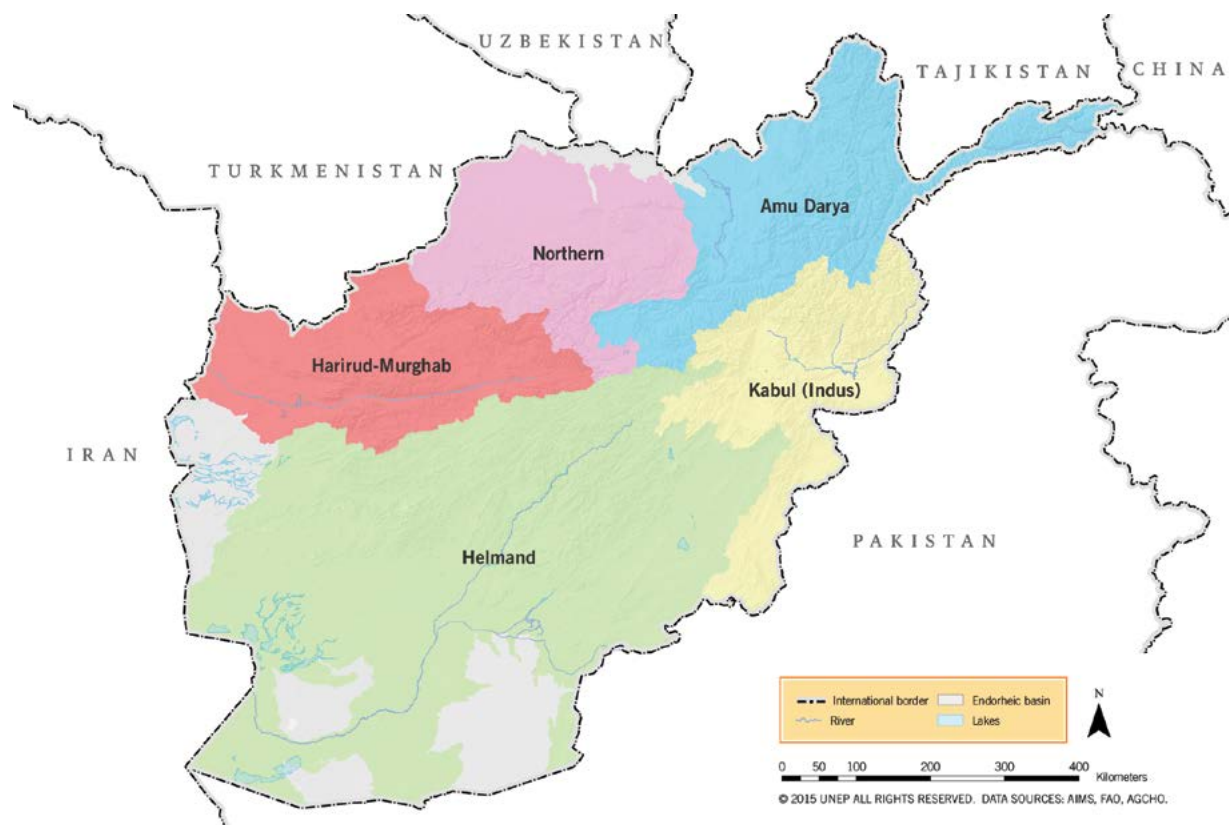 UZBEKISTAN
TAJIKISTAN
CHINA
TURKMENISTAN
Amu Darya
Northern
Harirud-Murghab
Kabul (Indus)
IRAN
PAKISTAN
Helmand
International border
Endorheic basin
River
Lakes
N
0 50 100 200 300 400
Kilometers
© 2015 UNEP ALL RIGHTS RESERVED. DATA SOURCES: AIMS, FAO, AGCHO.